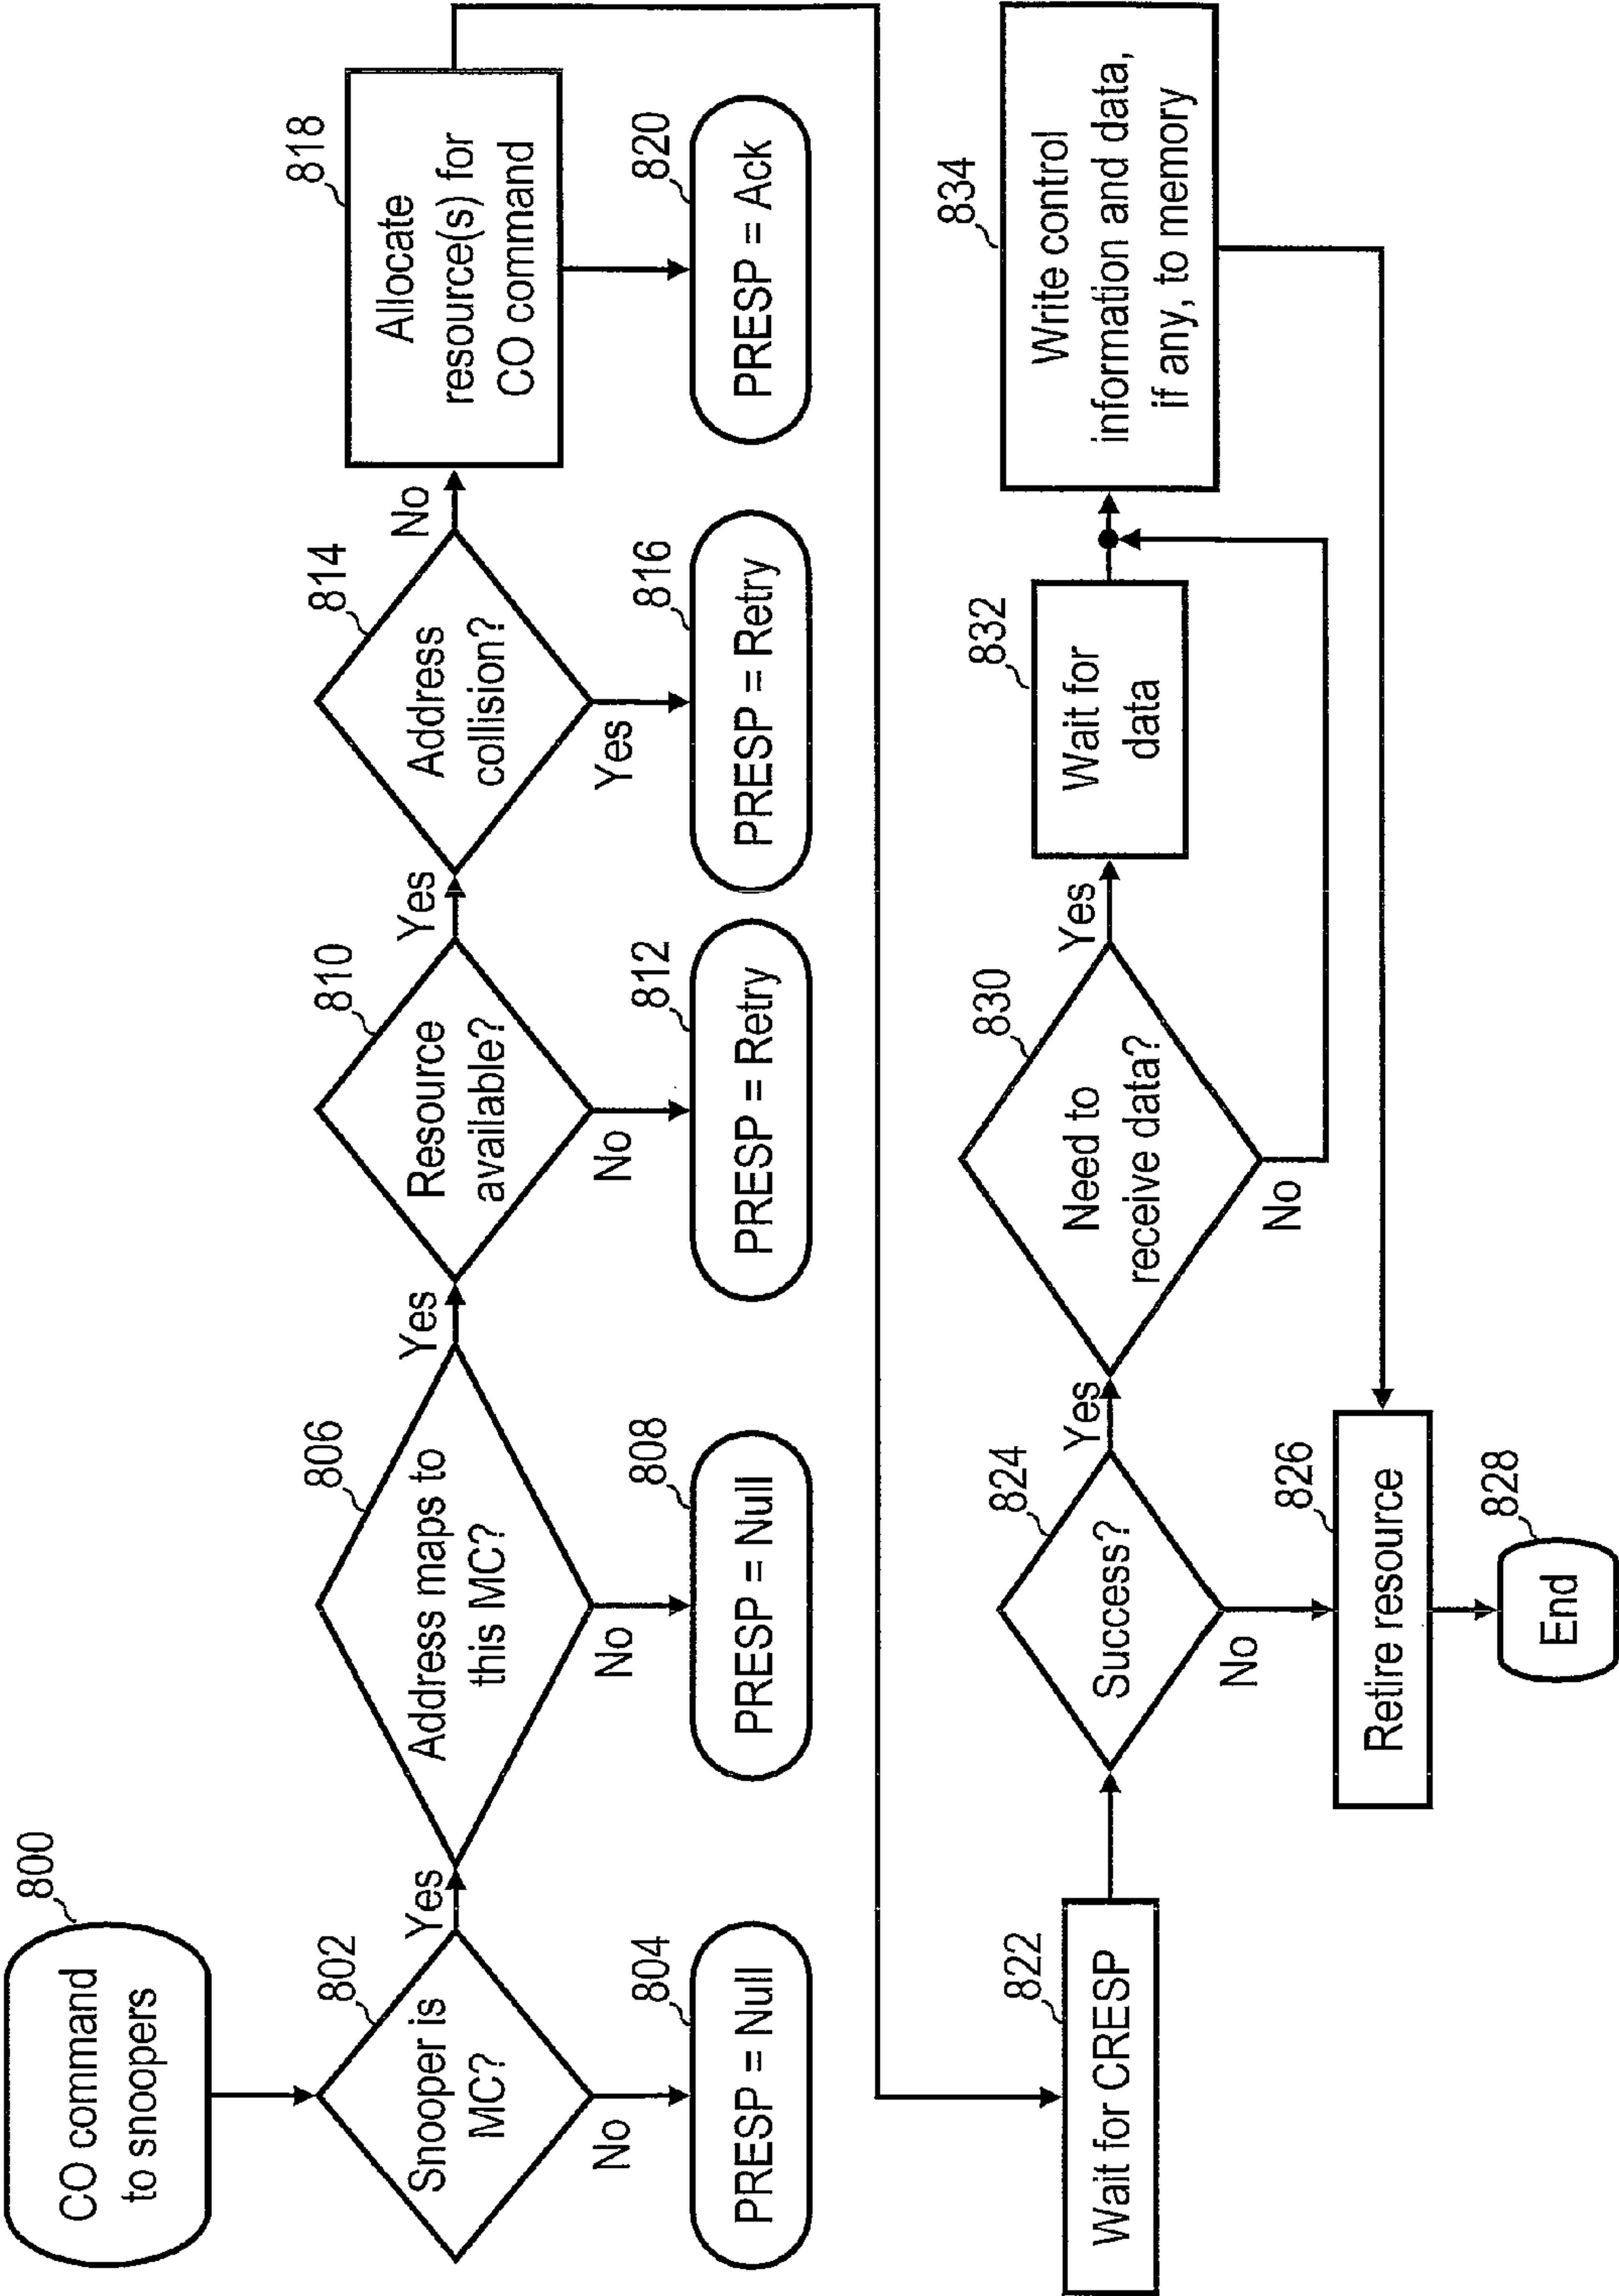 800
CO command
to snoopers
802
Snooper is
MC?
Yes
No
804
PRESP = Null
806
Address maps to
this MC?
Yes
No
808
PRESP = Null
810
Resource
available?
Yes
No
812
PRESP = Retry
814
Address
collision?
No
Yes
816
PRESP = Retry
818
Allocate
resource(s) for
CO command
820
PRESP = Ack
822
Wait for CRESP
824
Success?
Yes
No
826
Retire resource
828
End
830
Need to
receive data?
Yes
No
832
Wait for
data
834
Write control
information and data,
if any, to memory